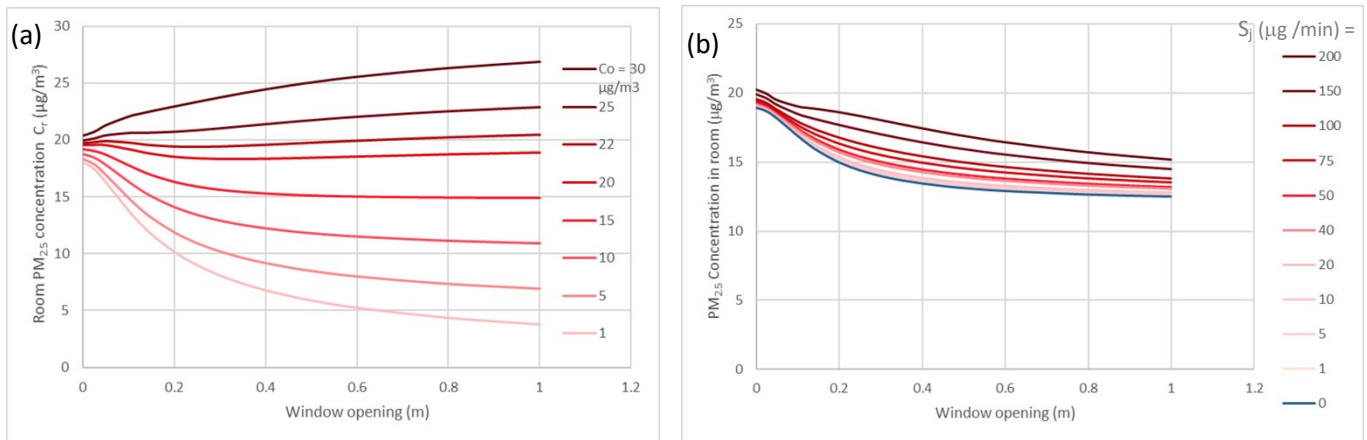 (a)
Room PM2.5 concentration Cr (µg/m³)
30
25
20
15
10
5
0
0 0.2 0.4 0.6 0.8 1 1.2
Window opening (m)
Co = 30
µg/m3
25
22
20
15
10
5
1
(b)
PM2.5 Concentration in room (µg/m³)
25
20
15
10
5
0
0 0.2 0.4 0.6 0.8 1 1.2
Window opening (m)
Sj (µg /min) =
200
150
100
75
50
40
20
10
5
1
0